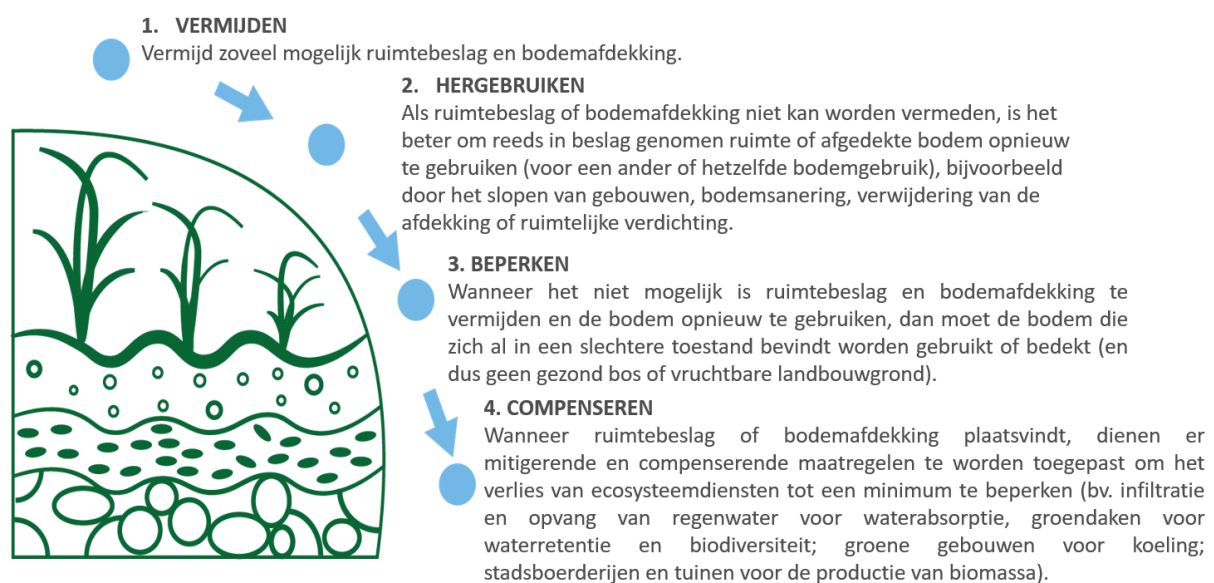 1. VERMIJDEN
Vermijd zoveel mogelijk ruimtebeslag en bodemafdekking.
2. HERGEBRUIKEN
Als ruimtebeslag of bodemafdekking niet kan worden vermeden, is het
beter om reeds in beslag genomen ruimte of afgedekte bodem opnieuw
te gebruiken (voor een ander of hetzelfde bodemgebruik), bijvoorbeeld
door het slopen van gebouwen, bodemsanering, verwijdering van de
afdekking of ruimtelijke verdichting.
3. BEPERKEN
Wanneer het niet mogelijk is ruimtebeslag en bodemafdekking te
vermijden en de bodem opnieuw te gebruiken, dan moet de bodem die
zich al in een slechtere toestand bevindt worden gebruikt of bedekt (en
dus geen gezond bos of vruchtbare landbouwgrond).
4. COMPENSEREN
Wanneer ruimtebeslag of bodemafdekking plaatsvindt, dienen er
mitigerende en compenserende maatregelen te worden toegepast om het
verlies van ecosysteemdiensten tot een minimum te beperken (bv. infiltratie
en opvang van regenwater voor waterabsorptie, groendaken voor
waterretentie en biodiversiteit; groene gebouwen voor koeling;
stadsboerderijen en tuinen voor de productie van biomassa).